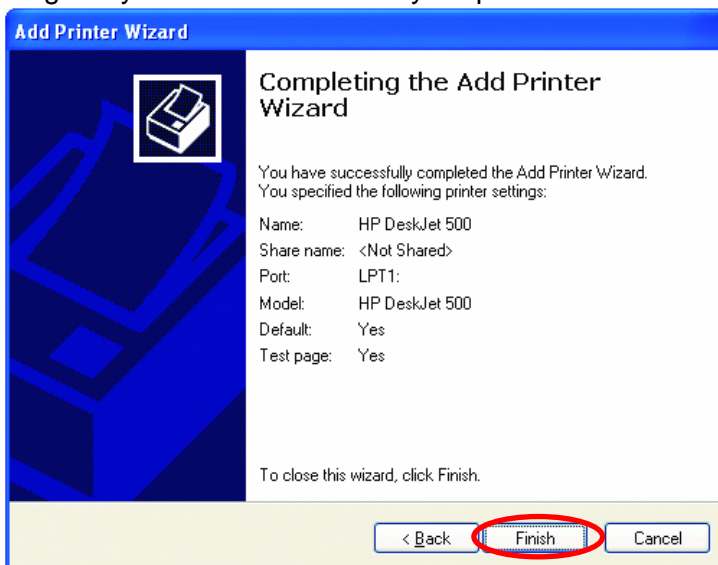 Add Printer Wizard
Completing the Add Printer
Wizard
You have successfully completed the Add Printer Wizard.
You specified the following printer settings:
Name: HP DeskJet 500
Share name: <Not Shared>
Port: LPT1:
Model: HP DeskJet 500
Default: Yes
Test page: Yes
To close this wizard, click Finish.
< Back Finish Cancel